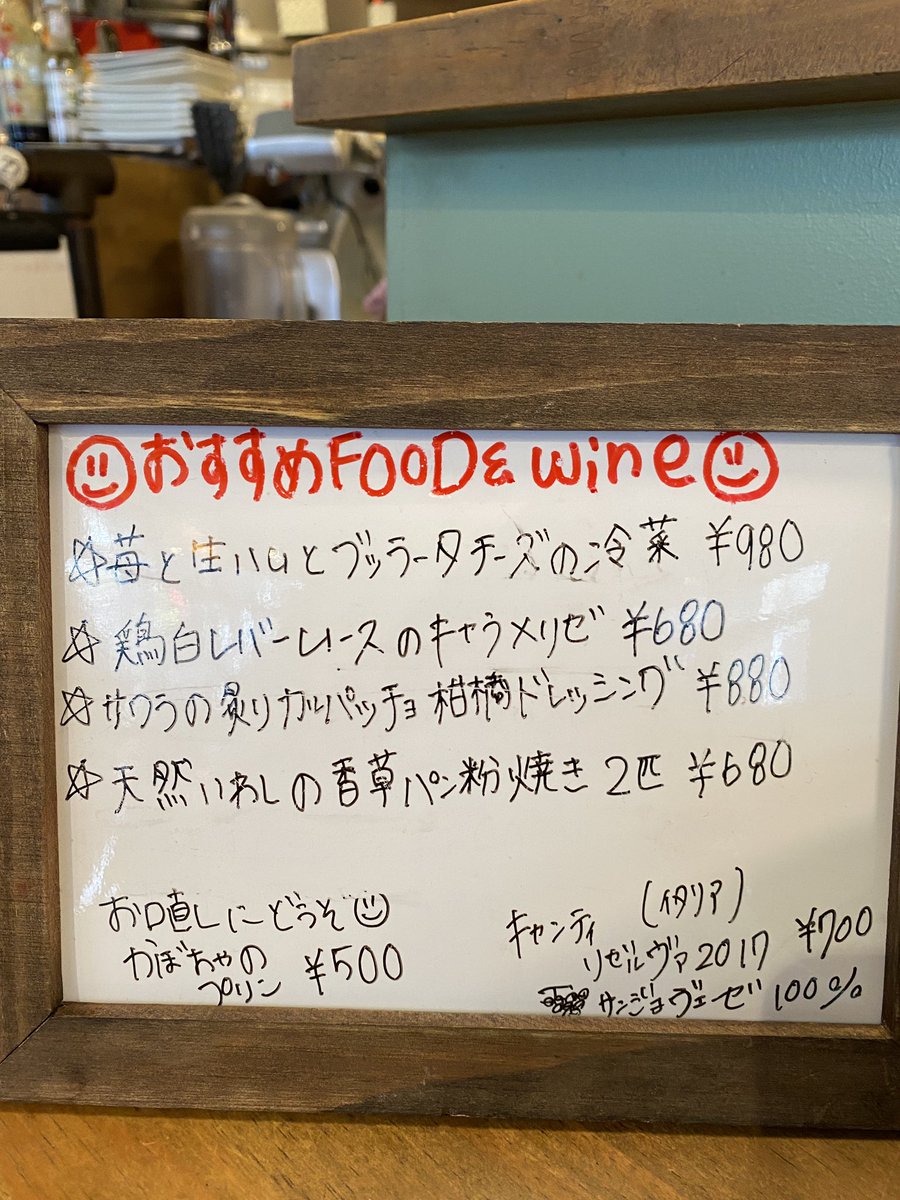 おすすめFOOD & wine
☆苺と生ハムとブッラータチーズの冷菜 ¥980
☆鶏白レバームースのキャラメリゼ ¥680
☆サワラの炙りカルパッチョ 柑橘ドレッシング ¥880
☆天然いわしの香草パン粉焼き 2匹 ¥680
お口直しにどうぞ
かぼちゃの
プリン ¥500
(イタリア)
キャンティ
リゼルヴァ2017 ¥700
サンジョヴェーゼ 100%